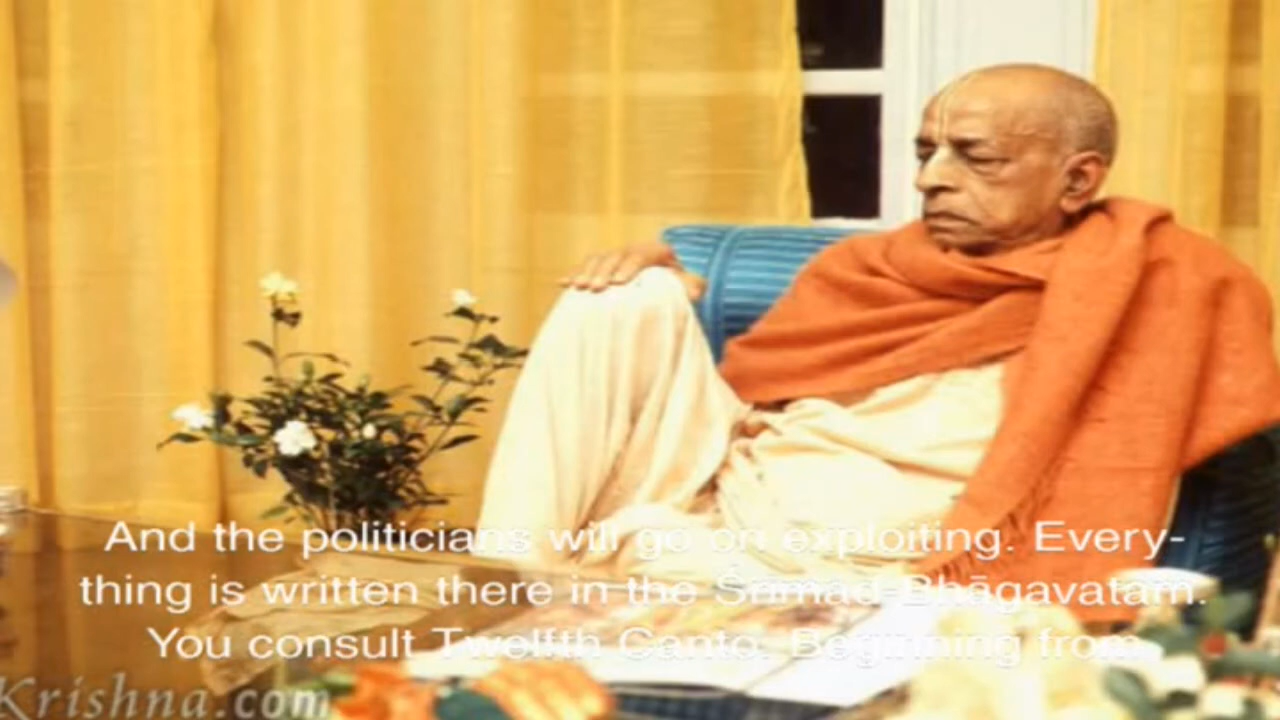 And the politicians will go on exploiting. Every-
thing is written there in the Śrīmad-Bhāgavatam.
You consult Twelfth Canto. Beginning from
Krishna.com